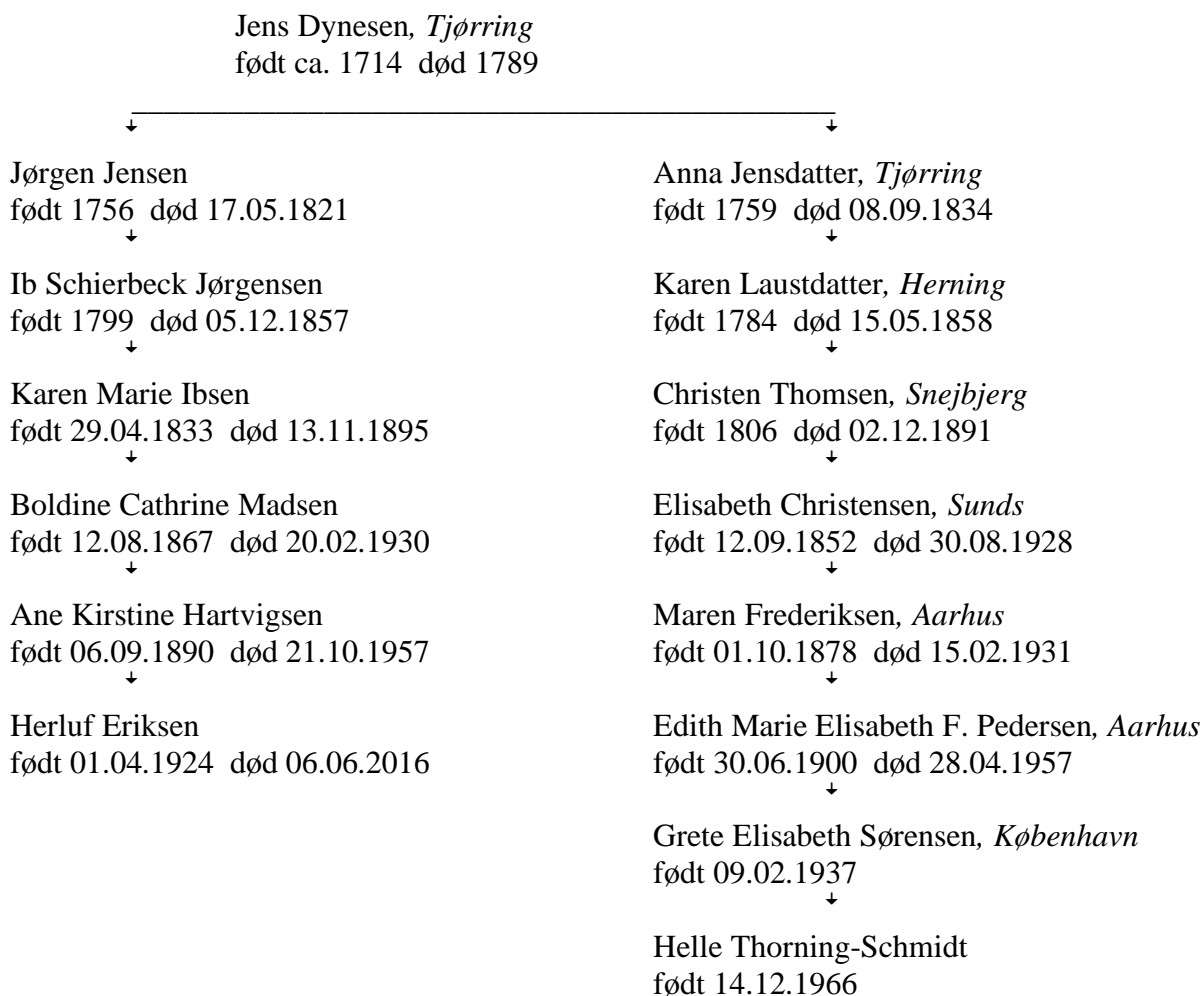 Jens Dynesen, Tjørring
født ca. 1714 død 1789
Jørgen Jensen
født 1756 død 17.05.1821
Ib Schierbeck Jørgensen
født 1799 død 05.12.1857
Karen Marie Ibsen
født 29.04.1833 død 13.11.1895
Boldine Cathrine Madsen
født 12.08.1867 død 20.02.1930
Ane Kirstine Hartvigsen
født 06.09.1890 død 21.10.1957
Herluf Eriksen
født 01.04.1924 død 06.06.2016
Anna Jensdatter, Tjørring
født 1759 død 08.09.1834
Karen Laustdatter, Herning
født 1784 død 15.05.1858
Christen Thomsen, Snejbjerg
født 1806 død 02.12.1891
Elisabeth Christensen, Sunds
født 12.09.1852 død 30.08.1928
Maren Frederiksen, Aarhus
født 01.10.1878 død 15.02.1931
Edith Marie Elisabeth F. Pedersen, Aarhus
født 30.06.1900 død 28.04.1957
Grete Elisabeth Sørensen, København
født 09.02.1937
Helle Thorning-Schmidt
født 14.12.1966